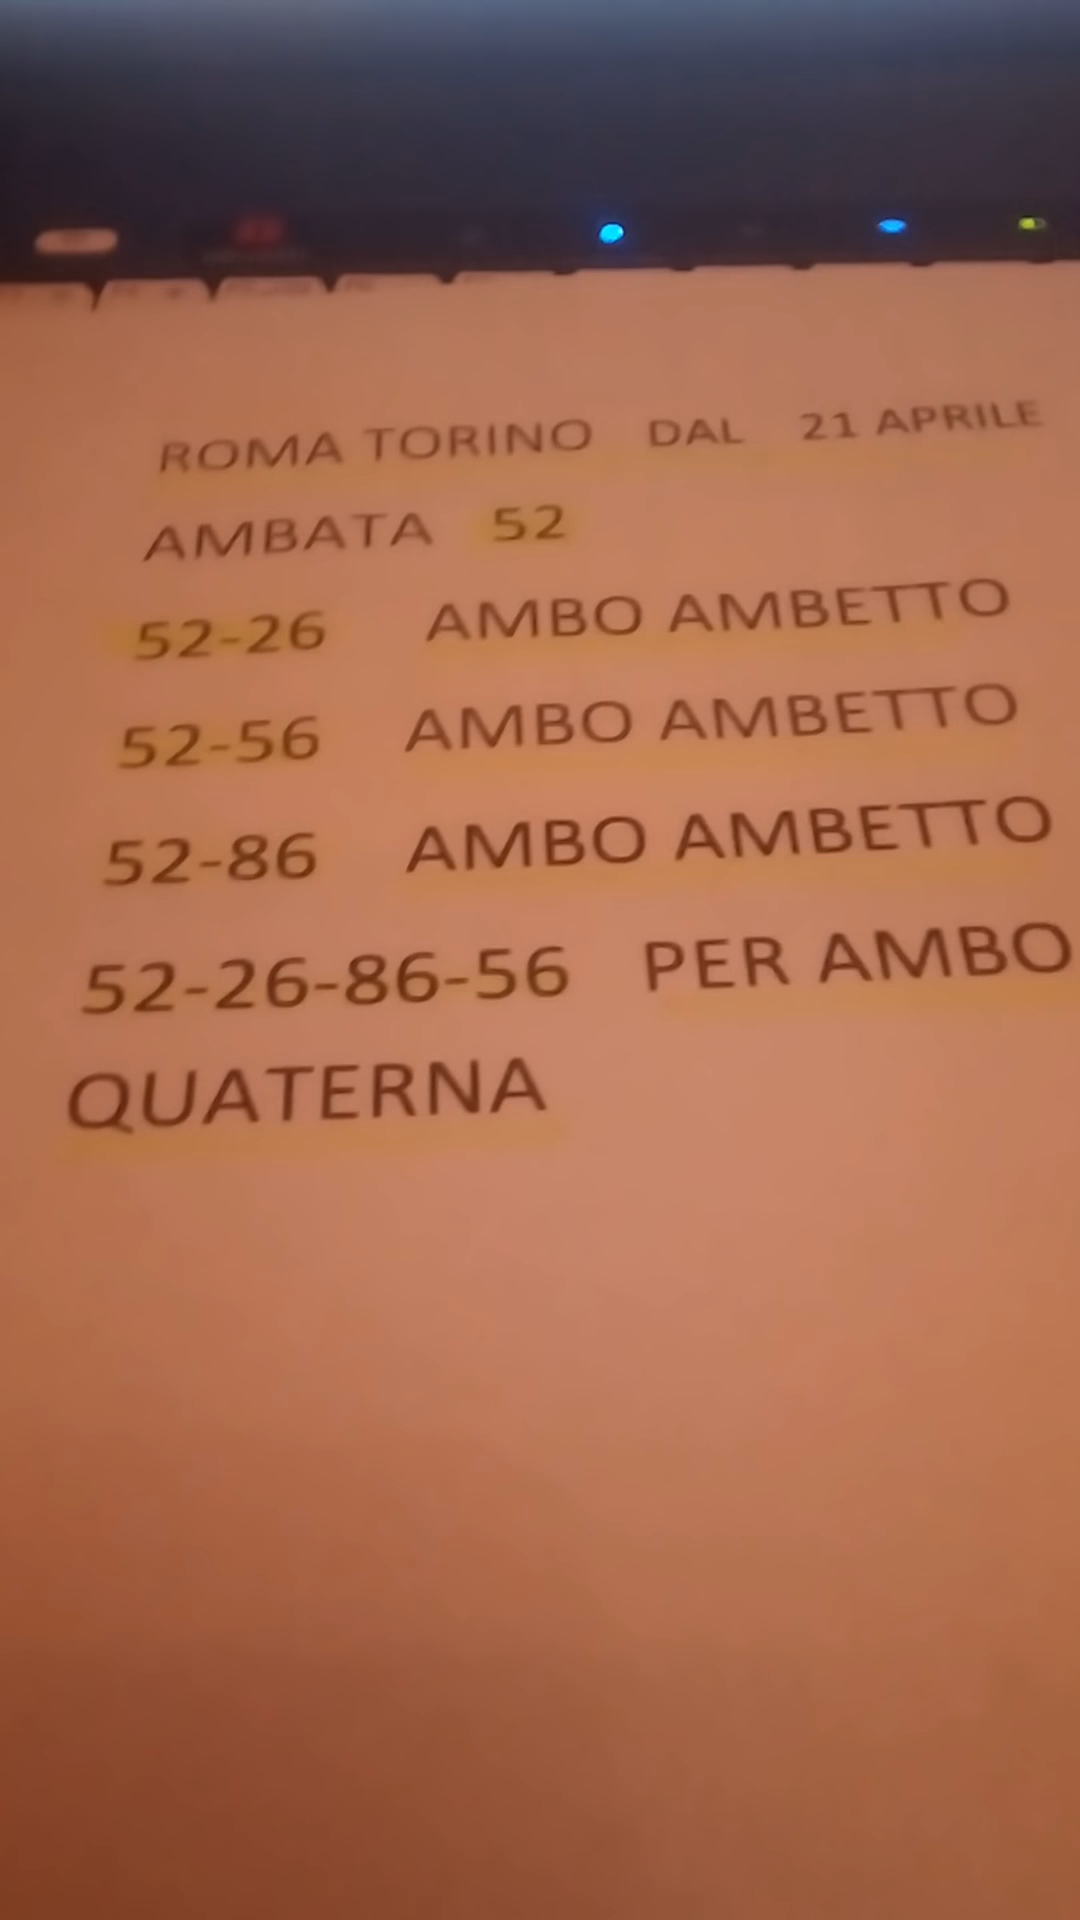 ROMA TORINO DAL 21 APRILE
AMBATA 52
52-26 AMBO AMBETTO
52-56 AMBO AMBETTO
52-86 AMBO AMBETTO
52-26-86-56 PER AMBO
QUATERNA